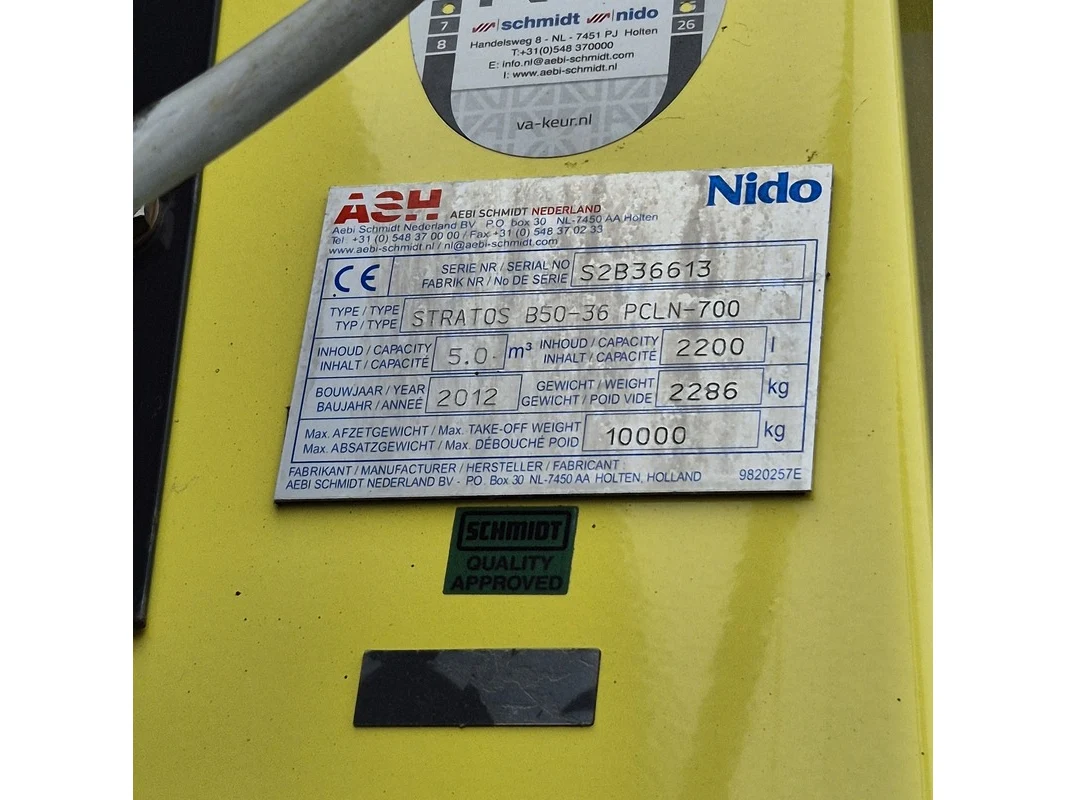 7
8
26
schmidt nido
Handelsweg 8 - NL - 7451 PJ Holten
T:+31(0)548 370000
E: info.nl@aebi-schmidt.com
I: www.aebi-schmidt.nl
va-keur.nl
ASH AEBI SCHMIDT NEDERLAND
Nido
Aebi Schmidt Nederland BV P.O. box 30 NL-7450 AA Holten
Tel: +31 (0) 548 37 00 00 / Fax +31 (0) 548 37 02 33
www.aebi-schmidt.nl / nl@aebi-schmidt.com
CE
SERIE NR / SERIAL NO
FABRIK NR / No DE SERIE
S2B36613
TYPE / TYPE
TYP / TYPE
STRATOS B50-36 PCLN-700
INHOUD / CAPACITY
INHALT / CAPACITÉ
5.0 m³
INHOUD / CAPACITY
INHALT / CAPACITÉ
2200 l
BOUWJAAR / YEAR
BAUJAHR / ANNEÉ
2012
GEWICHT / WEIGHT
GEWICHT / POID VIDE
2286 kg
Max. AFZETGEWICHT / Max. TAKE-OFF WEIGHT
Max. ABSATZGEWICHT / Max. DÉBOUCHÉ POID
10000 kg
FABRIKANT / MANUFACTURER / HERSTELLER / FABRICANT
AEBI SCHMIDT NEDERLAND BV - P.O. Box 30 NL-7450 AA HOLTEN, HOLLAND 9820257E
SCHMIDT
QUALITY
APPROVED